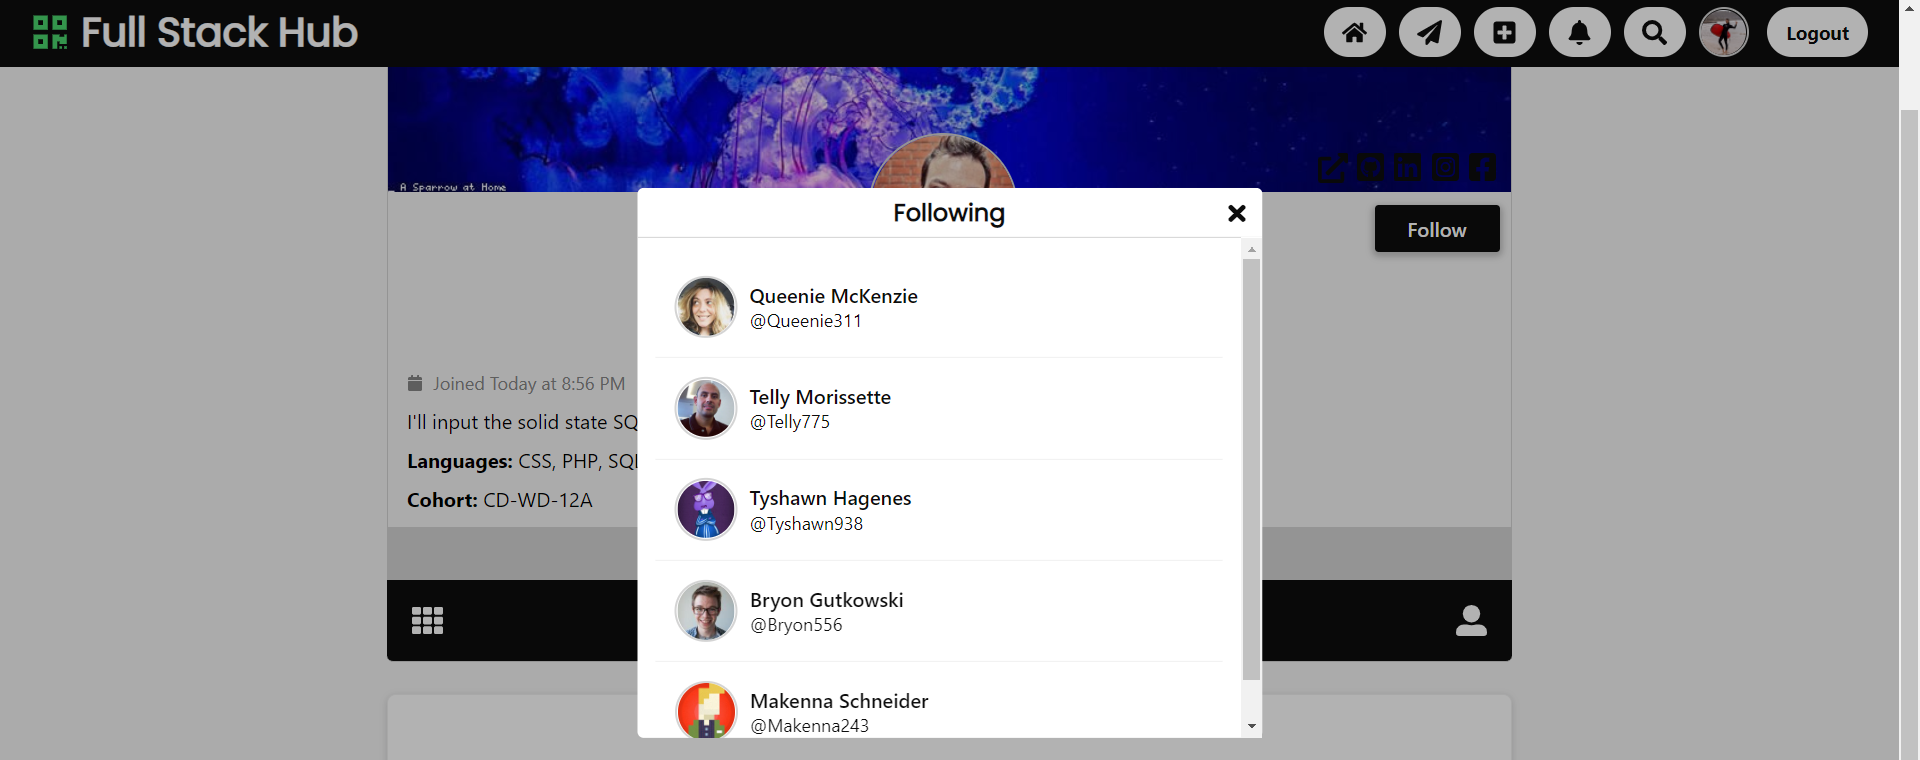 Full Stack Hub
Logout
A Sparrow at Home
Following
Follow
Queenie McKenzie
@Queenie311
Telly Morissette
@Telly775
Joined Today at 8:56 PM
I'll input the solid state SQ
Languages: CSS, PHP, SQL
Cohort: CD-WD-12A
Tyshawn Hagenes
@Tyshawn938
Bryon Gutkowski
@Bryon556
Makenna Schneider
@Makenna243